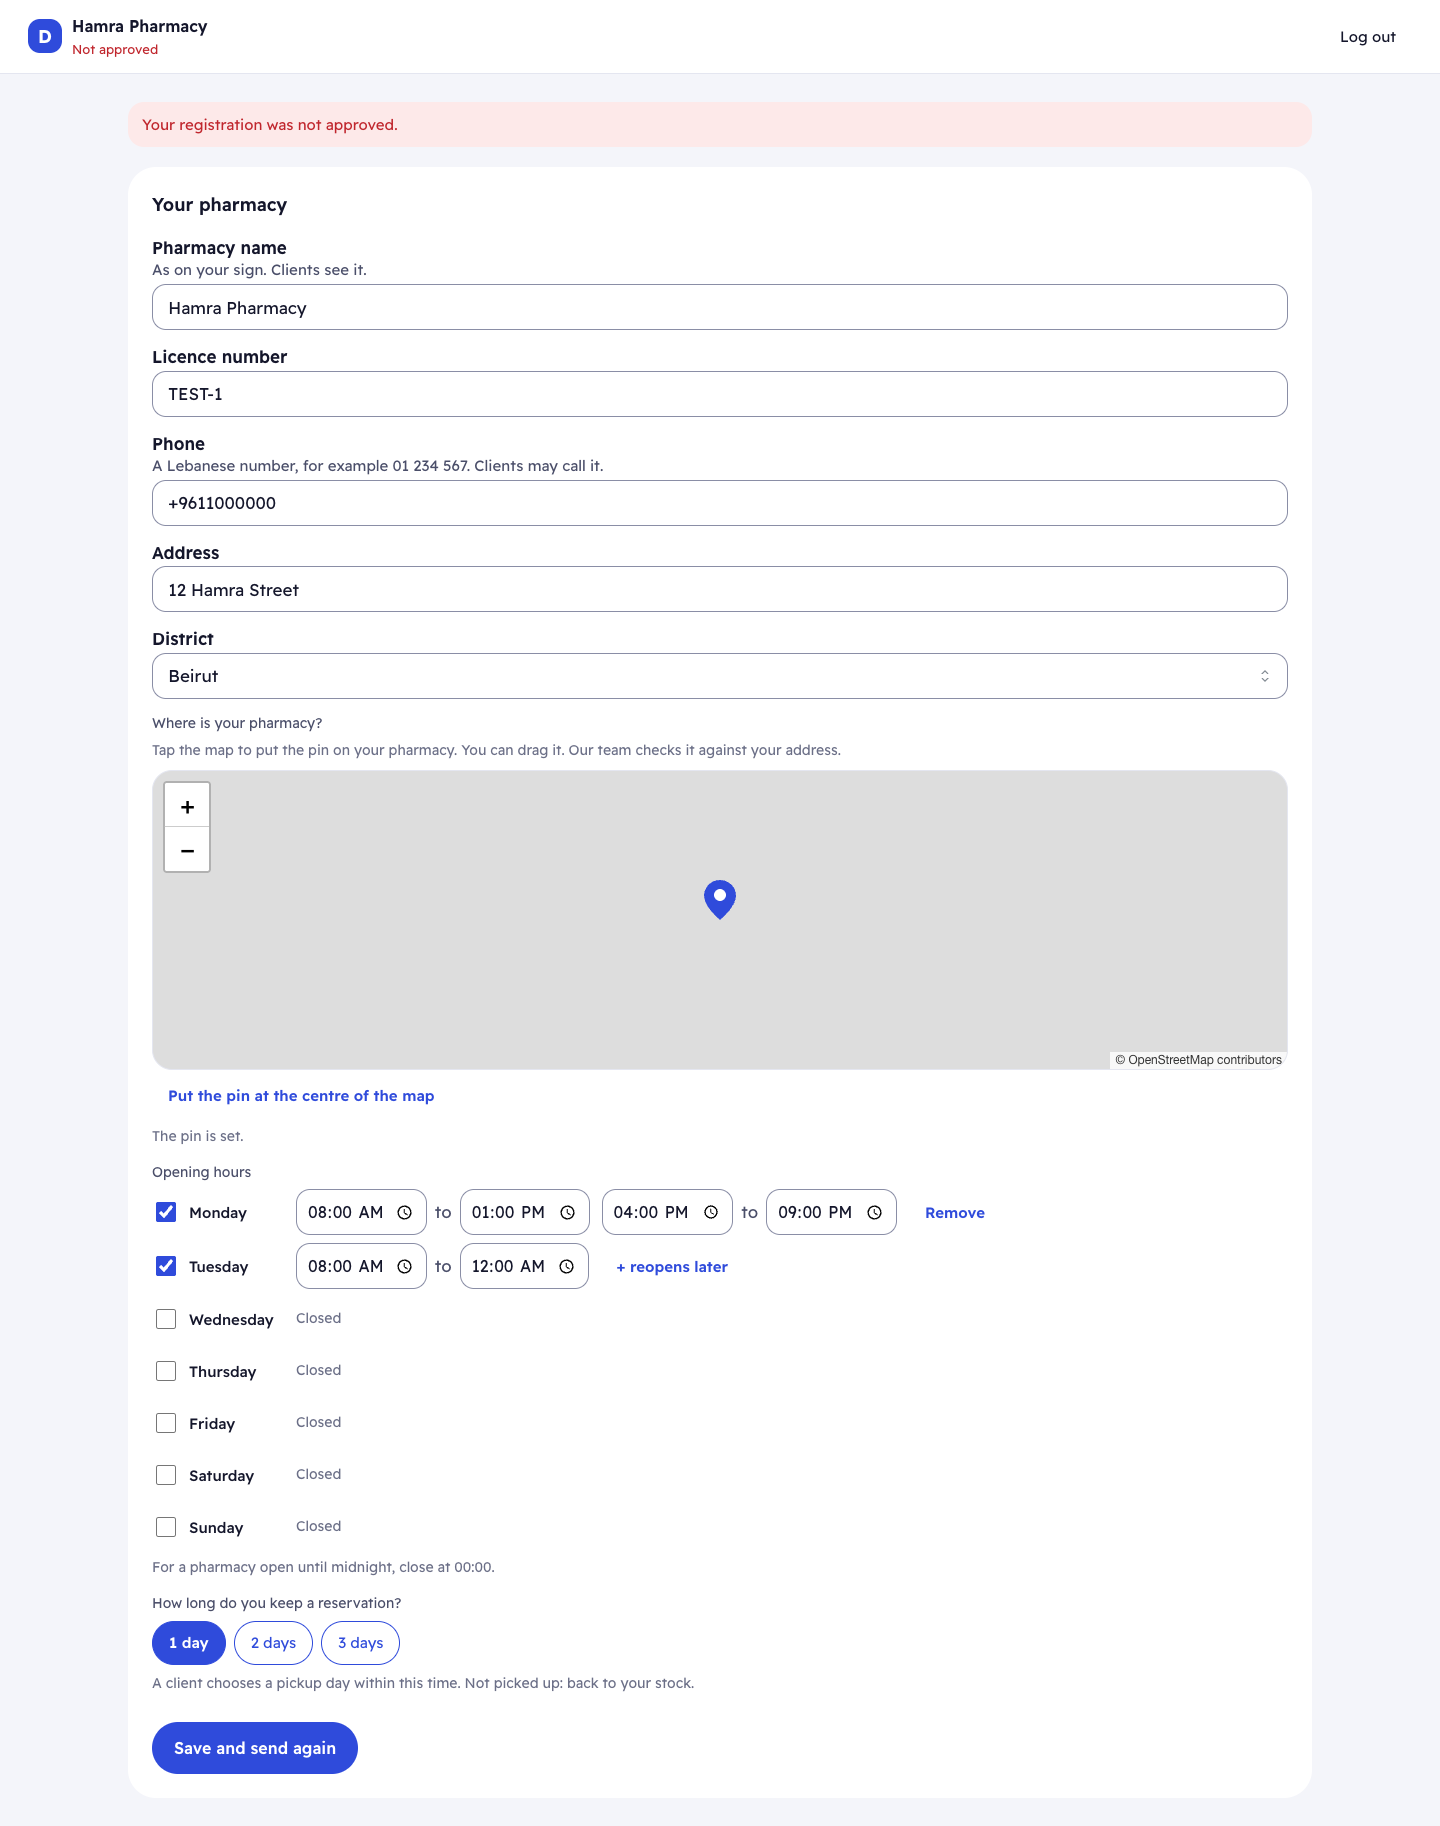 D
Hamra Pharmacy
Not approved
Log out
Your registration was not approved.
Your pharmacy
Pharmacy name
As on your sign. Clients see it.
Hamra Pharmacy
Licence number
TEST-1
Phone
A Lebanese number, for example 01 234 567. Clients may call it.
+9611000000
Address
12 Hamra Street
District
Beirut
Where is your pharmacy?
Tap the map to put the pin on your pharmacy. You can drag it. Our team checks it against your address.
+
−
© OpenStreetMap contributors
Put the pin at the centre of the map
The pin is set.
Opening hours
Monday 08:00 AM to 01:00 PM 04:00 PM to 09:00 PM Remove
Tuesday 08:00 AM to 12:00 AM + reopens later
Wednesday Closed
Thursday Closed
Friday Closed
Saturday Closed
Sunday Closed
For a pharmacy open until midnight, close at 00:00.
How long do you keep a reservation?
1 day 2 days 3 days
A client chooses a pickup day within this time. Not picked up: back to your stock.
Save and send again